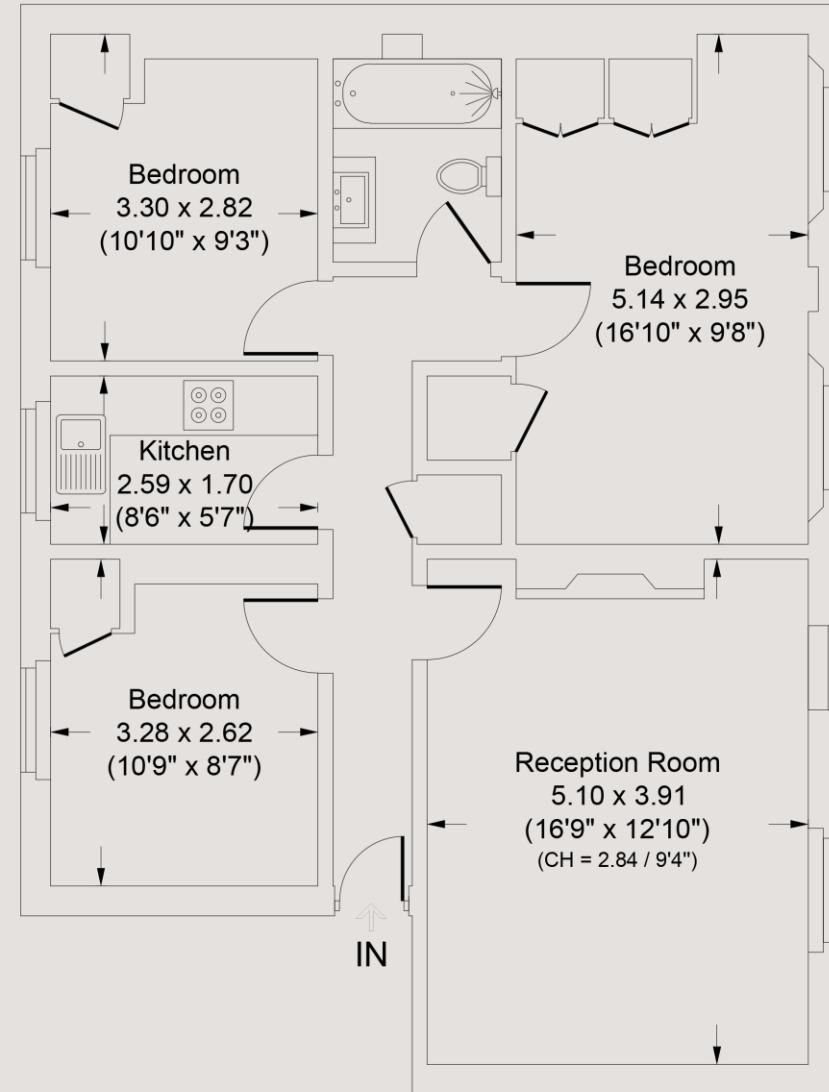 Bedroom
3.30 x 2.82
(10'10" x 9'3")
Bedroom
5.14 x 2.95
(16'10" x 9'8")
Kitchen
2.59 x 1.70
(8'6" x 5'7")
Bedroom
3.28 x 2.62
(10'9" x 8'7")
Reception Room
5.10 x 3.91
(16'9" x 12'10")
(CH = 2.84 / 9'4")
IN